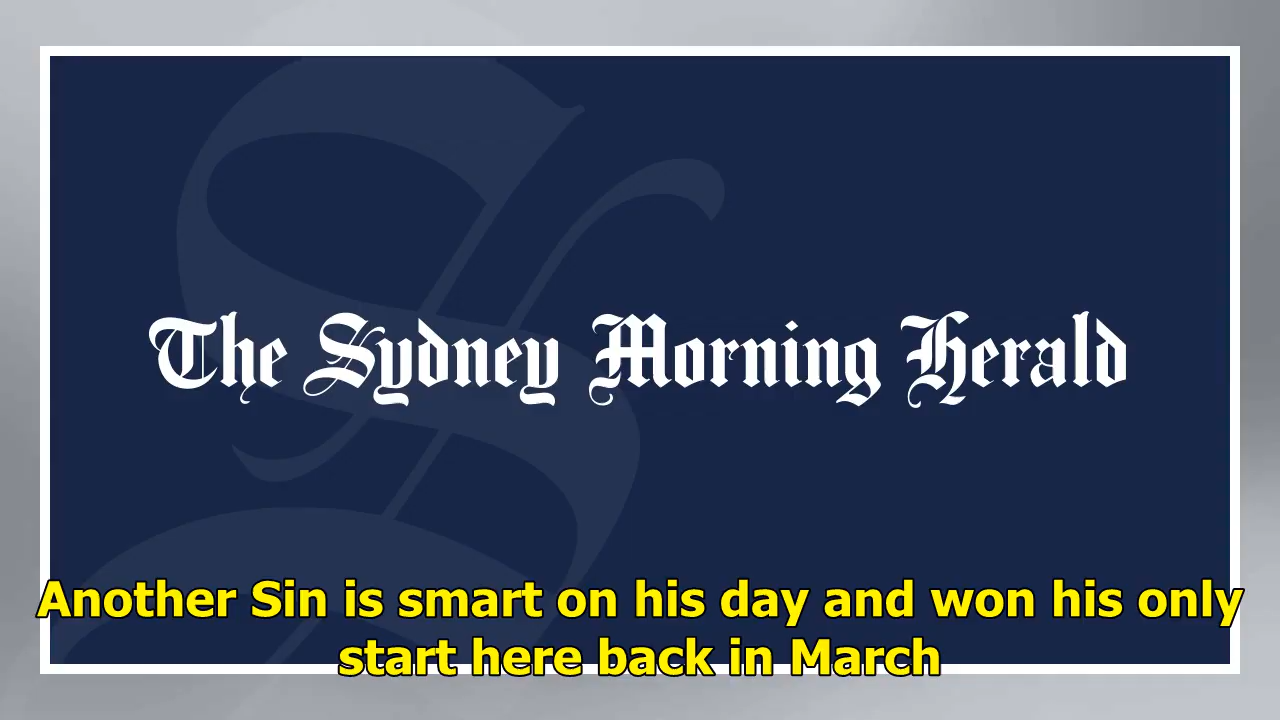 The Sydney Morning Herald
Another Sin is smart on his day and won his only
start here back in March